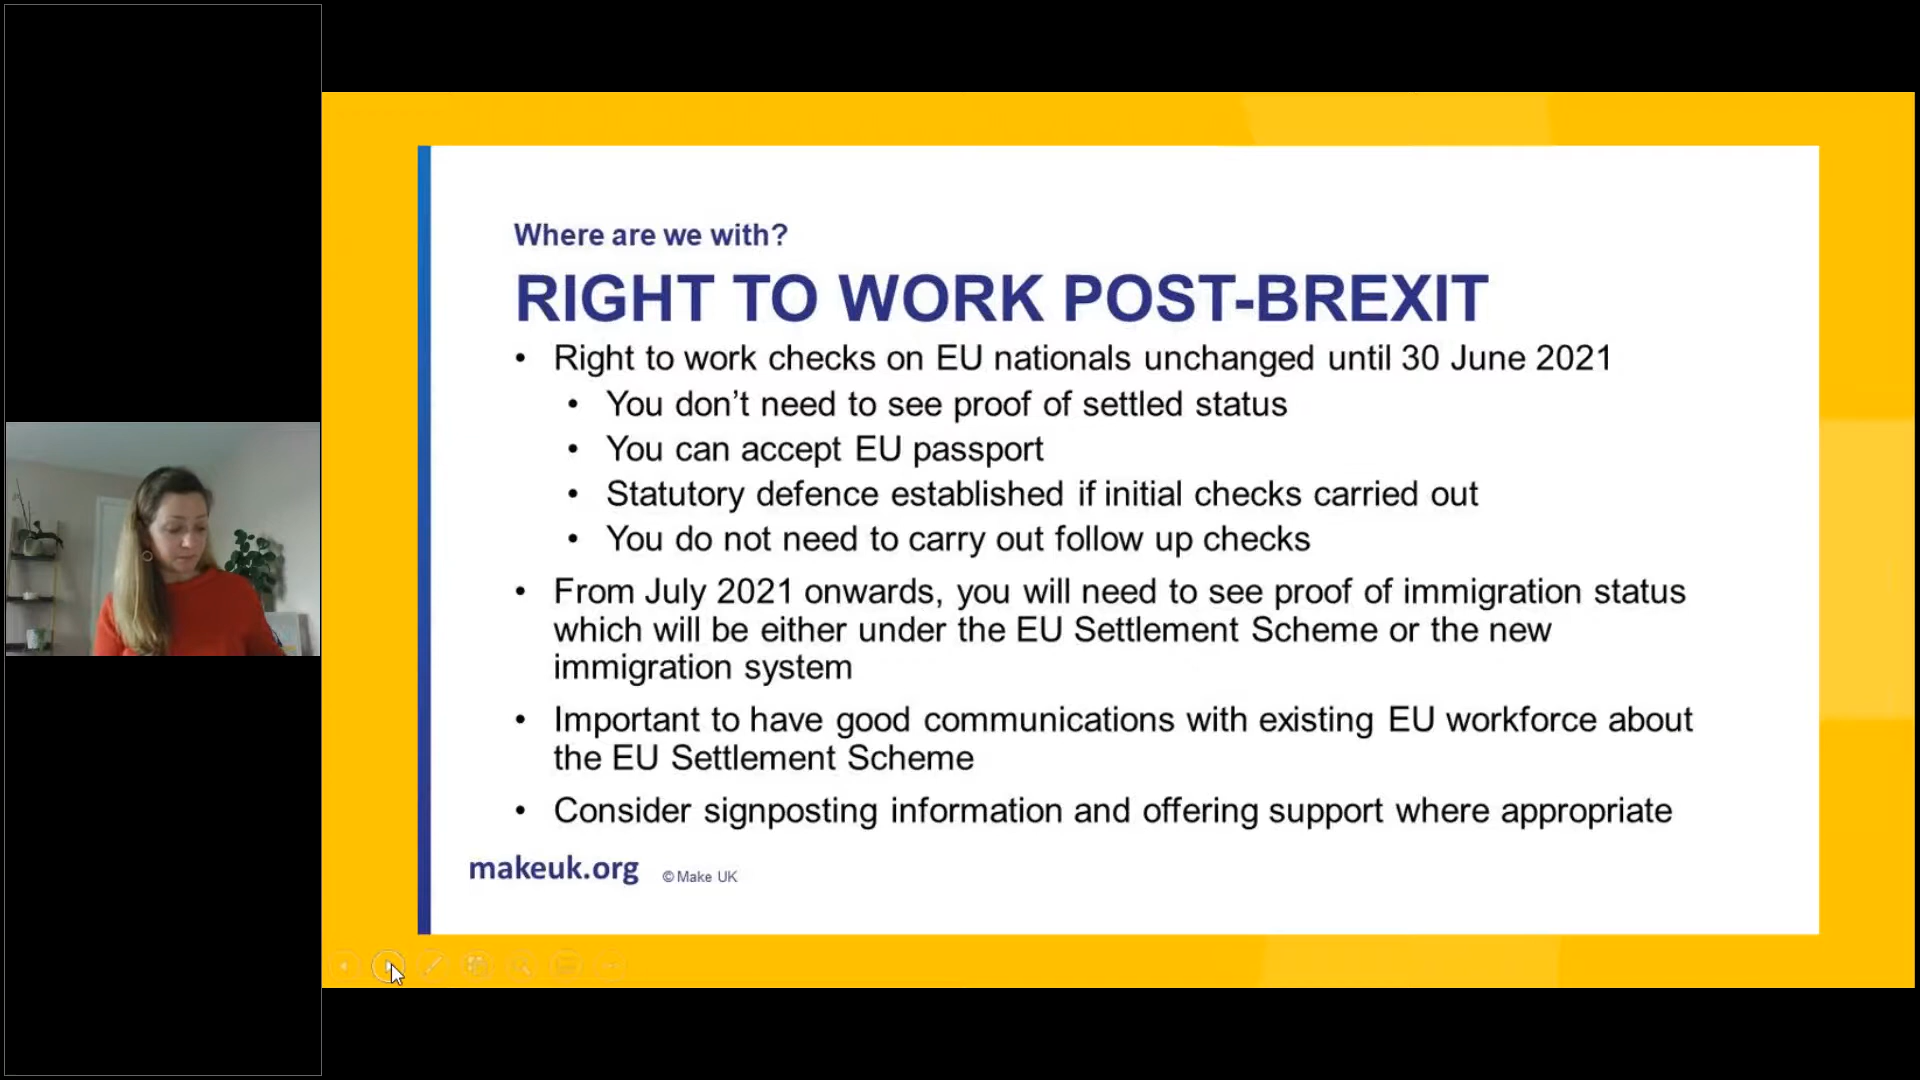 Where are we with?
RIGHT TO WORK POST-BREXIT
• Right to work checks on EU nationals unchanged until 30 June 2021
• You don’t need to see proof of settled status
• You can accept EU passport
• Statutory defence established if initial checks carried out
• You do not need to carry out follow up checks
• From July 2021 onwards, you will need to see proof of immigration status
which will be either under the EU Settlement Scheme or the new
immigration system
• Important to have good communications with existing EU workforce about
the EU Settlement Scheme
• Consider signposting information and offering support where appropriate
makeuk.org © Make UK